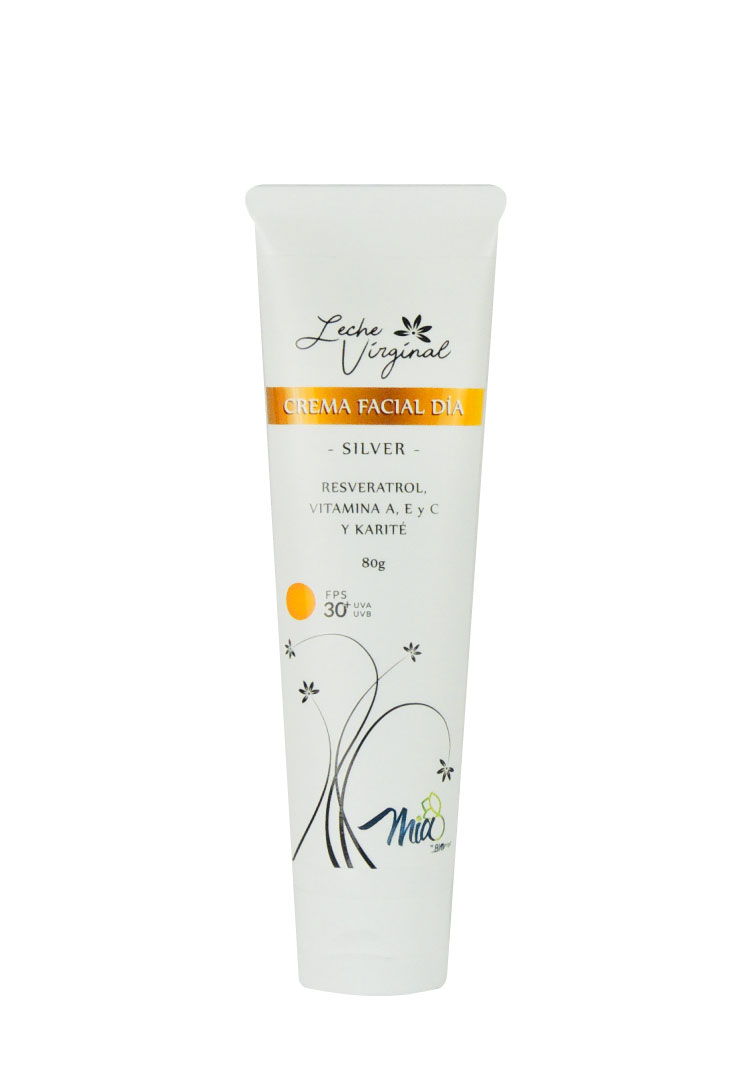 Leche
Virginal
CREMA FACIAL DÍA
- SILVER -
RESVERATROL,
VITAMINA A, E y C
Y KARITÉ
80g
FPS
30+ UVA
UVB
Mia